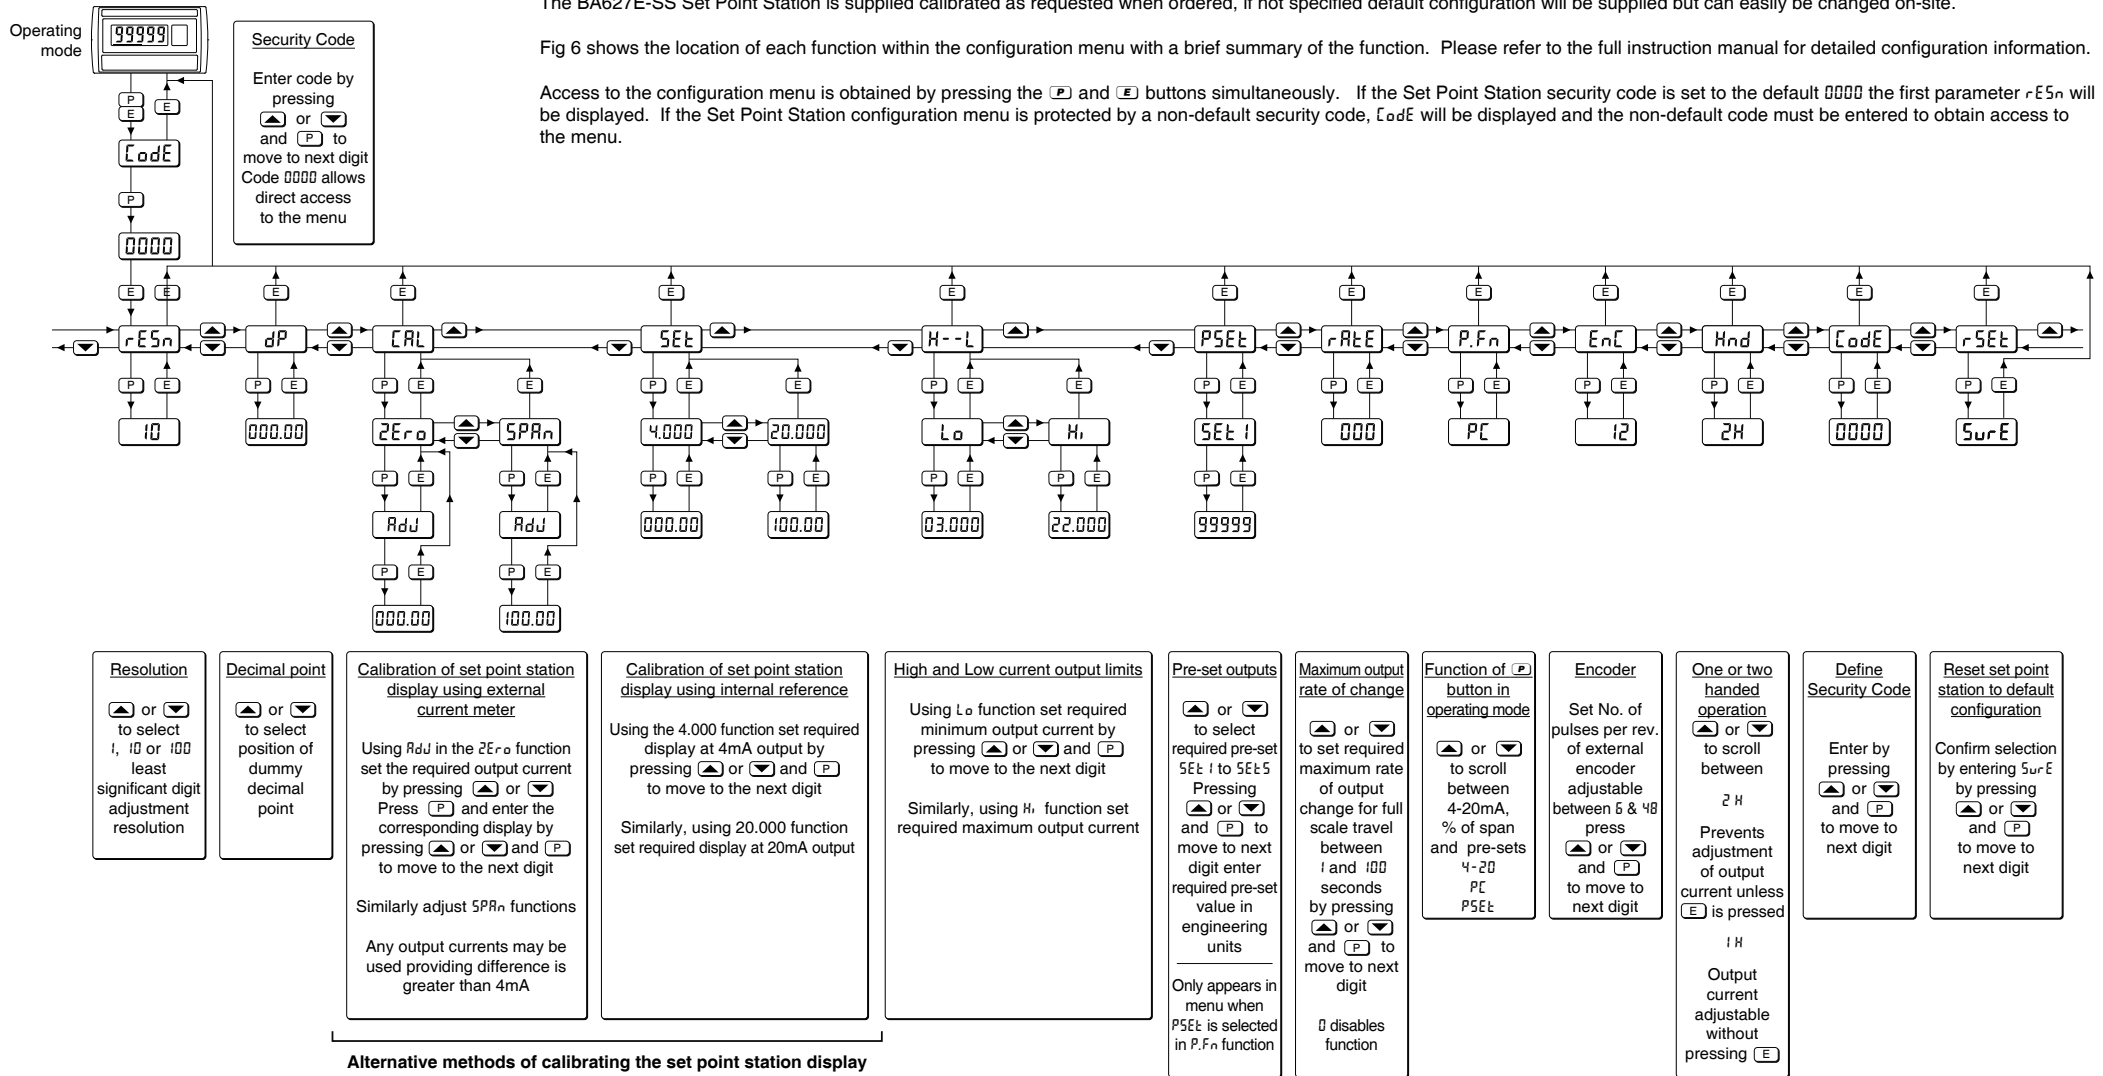 The BA627E-SS Set Point Station is supplied calibrated as requested when ordered, if not specified default configuration will be supplied but can easily be changed on-site.
Fig 6 shows the location of each function within the configuration menu with a brief summary of the function. Please refer to the full instruction manual for detailed configuration information.
Access to the configuration menu is obtained by pressing the P and E buttons simultaneously. If the Set Point Station security code is set to the default 0000 the first parameter rESn will
be displayed. If the Set Point Station configuration menu is protected by a non-default security code, CodE will be displayed and the non-default code must be entered to obtain access to
the menu.
Operating
mode
99999
Security Code
Enter code by
pressing
▲ or ▼
and P to
move to next digit
Code 0000 allows
direct access
to the menu
P
E
E
CodE
P
0000
E E E E E E E E E E E E E
rESn ▲ dP ▲ CAL ▲ SEt ▲ H--L ▲ PSEt ▲ rAtE ▲ P.Fn ▲ EnC ▲ Hnd ▲ CodE ▲ rSEt ▲
▼ ▼ ▼ ▼ ▼ ▼ ▼ ▼ ▼ ▼ ▼ ▼
P E P E P E E P E E P E E P E P E P E P E P E P E P E
10 000.00 2Ero ▲ SPAn 4.000 ▲ 20.000 Lo ▲ Hi SEt1 000 PC 12 2H 0000 SurE
▼ ▼ ▼
P E P E P E P E P E P E P E
AdJ AdJ 000.00 100.00 03.000 22.000 99999
P E P E
000.00 100.00
Resolution
▲ or ▼
to select
1, 10 or 100
least
significant digit
adjustment
resolution
Decimal point
▲ or ▼
to select
position of
dummy
decimal
point
Calibration of set point station
display using external
current meter
Using AdJ in the 2Ero function
set the required output current
by pressing ▲ or ▼
Press P and enter the
corresponding display by
pressing ▲ or ▼ and P
to move to the next digit
Similarly adjust SPAn functions
Any output currents may be
used providing difference is
greater than 4mA
Calibration of set point station
display using internal reference
Using the 4.000 function set required
display at 4mA output by
pressing ▲ or ▼ and P
to move to the next digit
Similarly, using 20.000 function
set required display at 20mA output
Alternative methods of calibrating the set point station display
High and Low current output limits
Using Lo function set required
minimum output current by
pressing ▲ or ▼ and P
to move to the next digit
Similarly, using Hi function set
required maximum output current
Pre-set outputs
▲ or ▼
to select
required pre-set
SEt1 to SEt5
Pressing
▲ or ▼
and P to
move to next
digit enter
required pre-set
value in
engineering
units
Only appears in
menu when
PSEt is selected
in P.Fn function
Maximum output
rate of change
▲ or ▼
to set required
maximum rate
of output
change for full
scale travel
between
1 and 100
seconds
by pressing
▲ or ▼
and P to
move to next
digit
0 disables
function
Function of P
button in
operating mode
▲ or ▼
to scroll
between
4-20mA,
% of span
and pre-sets
4-20
PC
PSEt
Encoder
Set No. of
pulses per rev.
of external
encoder
adjustable
between 6 & 48
press
▲ or ▼
and P
to move to
next digit
One or two
handed
operation
▲ or ▼
to scroll
between
2H
Prevents
adjustment
of output
current unless
E is pressed
1H
Output
current
adjustable
without
pressing E
Define
Security Code
Enter by
pressing
▲ or ▼
and P
to move to
next digit
Reset set point
station to default
configuration
Confirm selection
by entering SurE
by pressing
▲ or ▼
and P
to move to
next digit